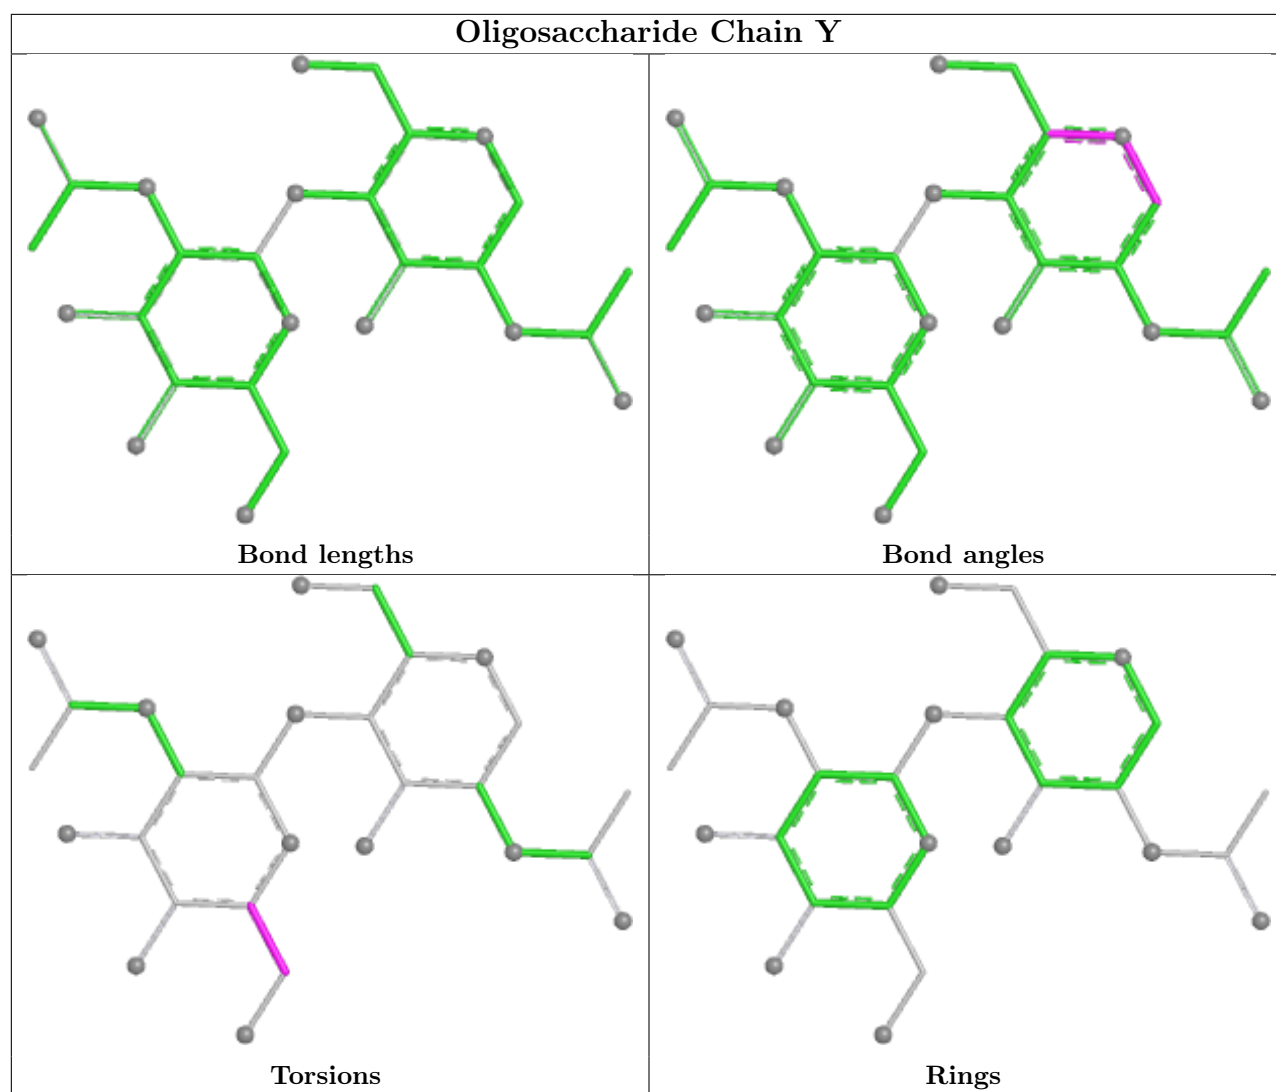 Oligosaccharide Chain Y
Bond lengths
Bond angles
Torsions
Rings